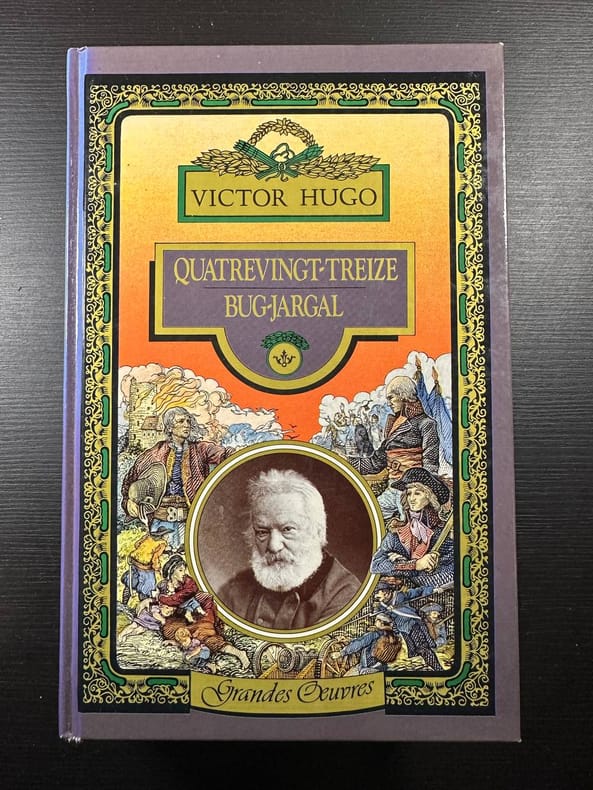 VICTOR HUGO
QUATREVINGT-TREIZE
BUG-JARGAL
Grandes Œuvres